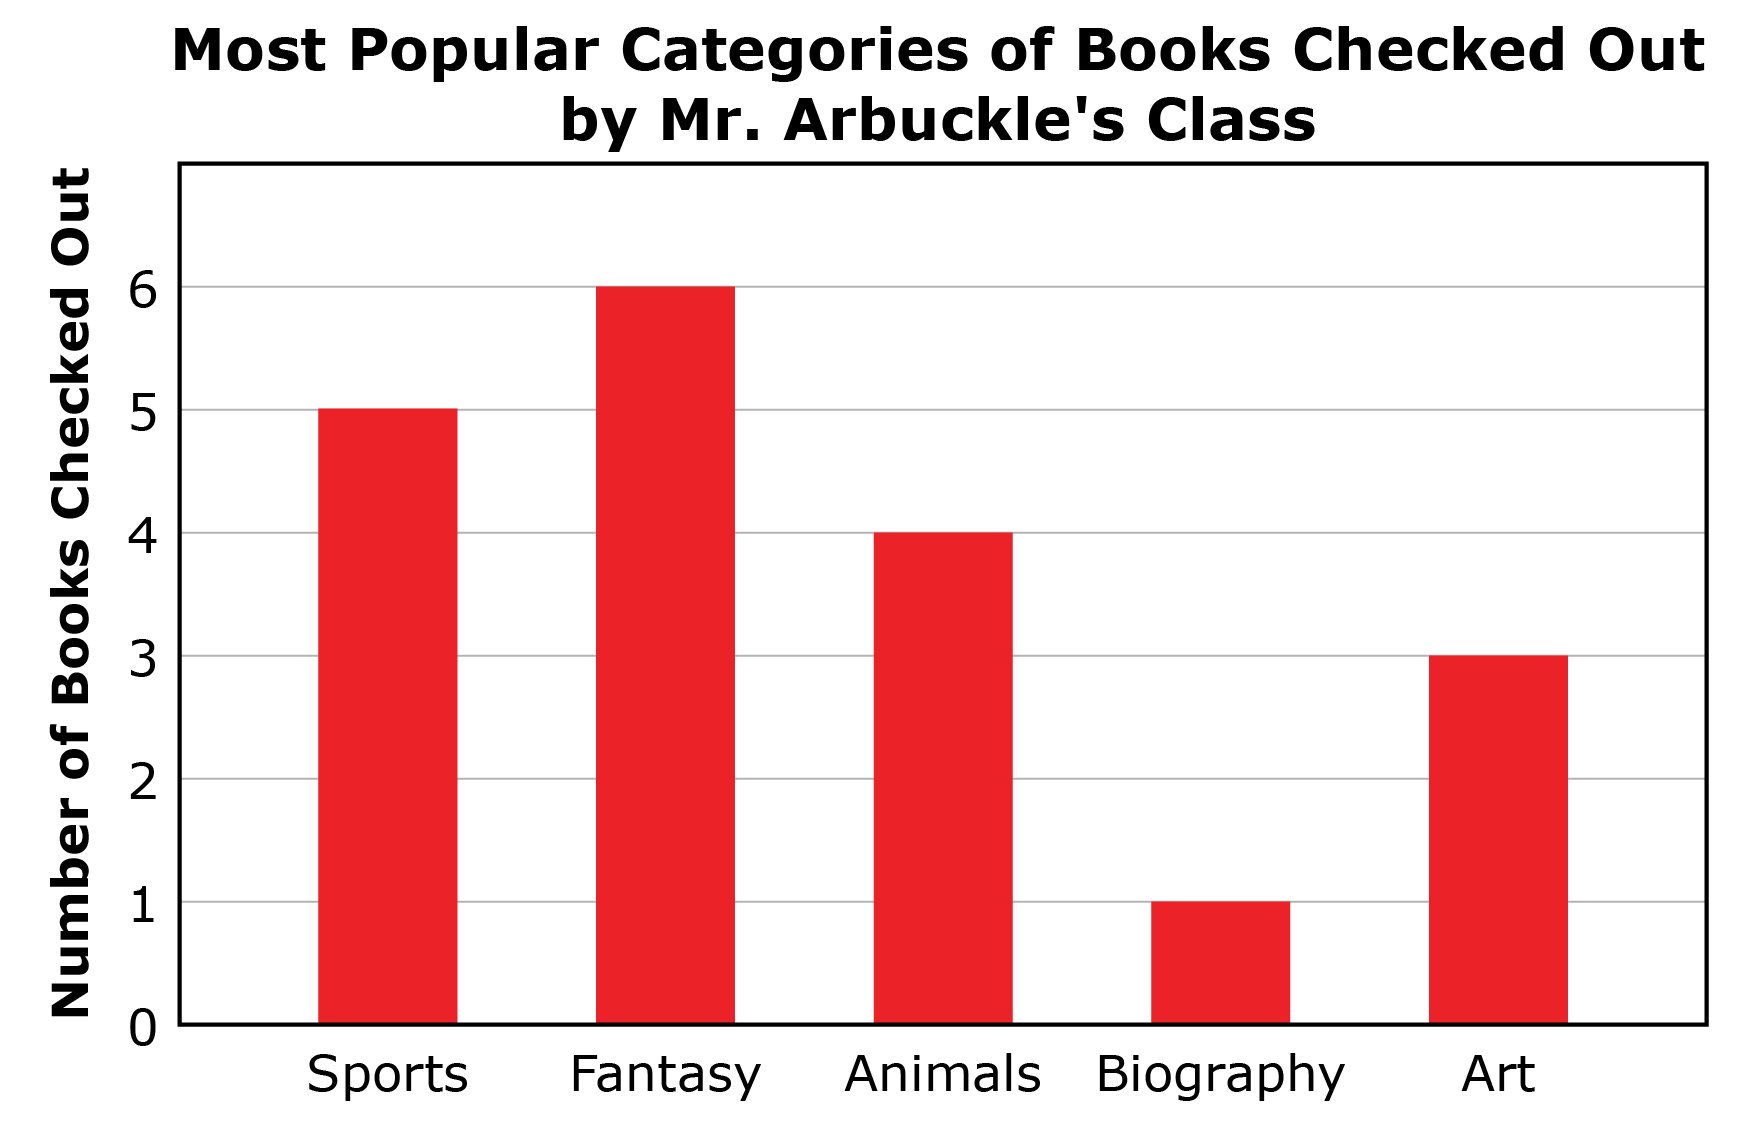 Most Popular Categories of Books Checked Out
by Mr. Arbuckle's Class
Number of Books Checked Out
6
5
4
3
2
1
0
Sports Fantasy Animals Biography Art